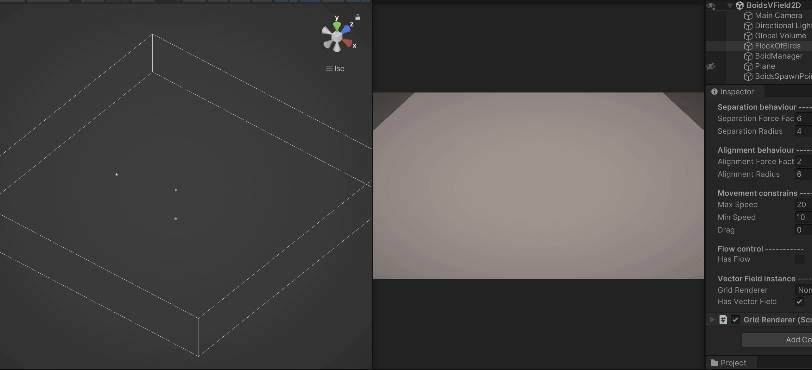 y
z
x
Iso
BoidsVField2D
Main Camera
Directional Ligh
Global Volume
FlockOfBirds
BoidManager
Plane
BoidsSpawnPoi
Inspector
Separation behaviour ----
Separation Force Fac 6
Separation Radius 4
Alignment behaviour ----
Alignment Force Fact 2
Alignment Radius 6
Movement constrains ----
Max Speed 20
Min Speed 10
Drag 0
Flow control -----------
Has Flow
Vector Field Instance ----
Grid Renderer Non
Has Vector Field
Grid Renderer (Scr
Add Co
Project